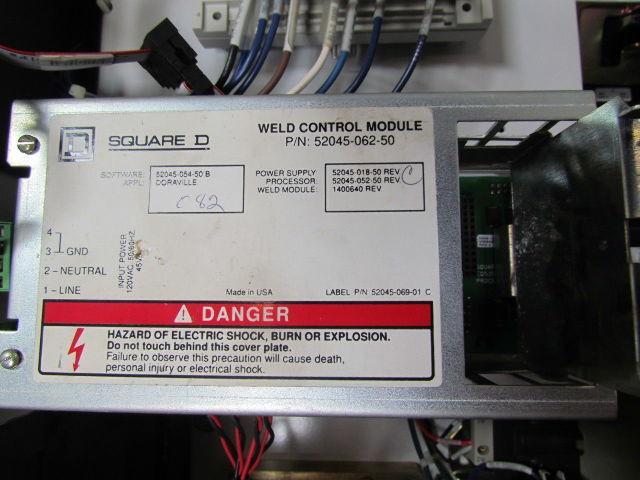 SQUARE D
WELD CONTROL MODULE
P/N: 52045-062-50
SOFTWARE: 52045-054-50 B
APPL: CORAVILLE
C 82
POWER SUPPLY 52045-018-50 REV. C
PROCESSOR: 52045-052-50 REV.
WELD MODULE: 1400640 REV
4
3 GND
2 - NEUTRAL
1 - LINE
INPUT POWER
120VAC 50/60HZ
Made in USA
LABEL P/N 52045-069-01 C
DANGER
HAZARD OF ELECTRIC SHOCK, BURN OR EXPLOSION.
Do not touch behind this cover plate.
Failure to observe this precaution will cause death,
personal injury or electrical shock.
SQUARE